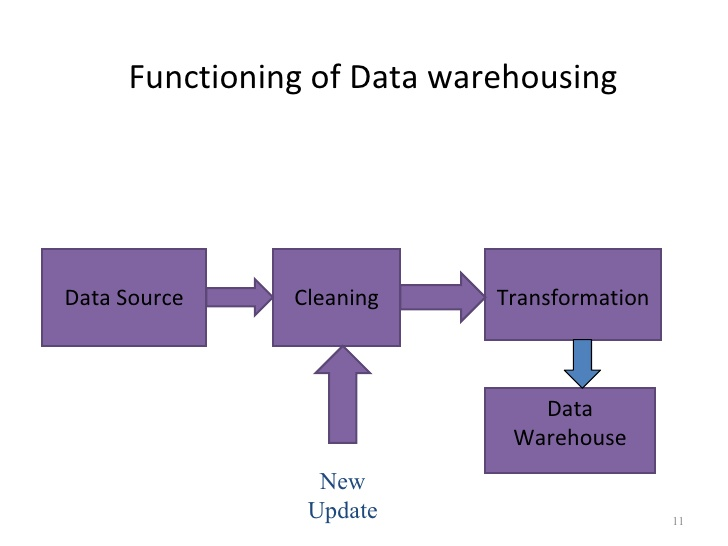 Functioning of Data warehousing
Data Source
Cleaning
Transformation
Data
Warehouse
New
Update
11